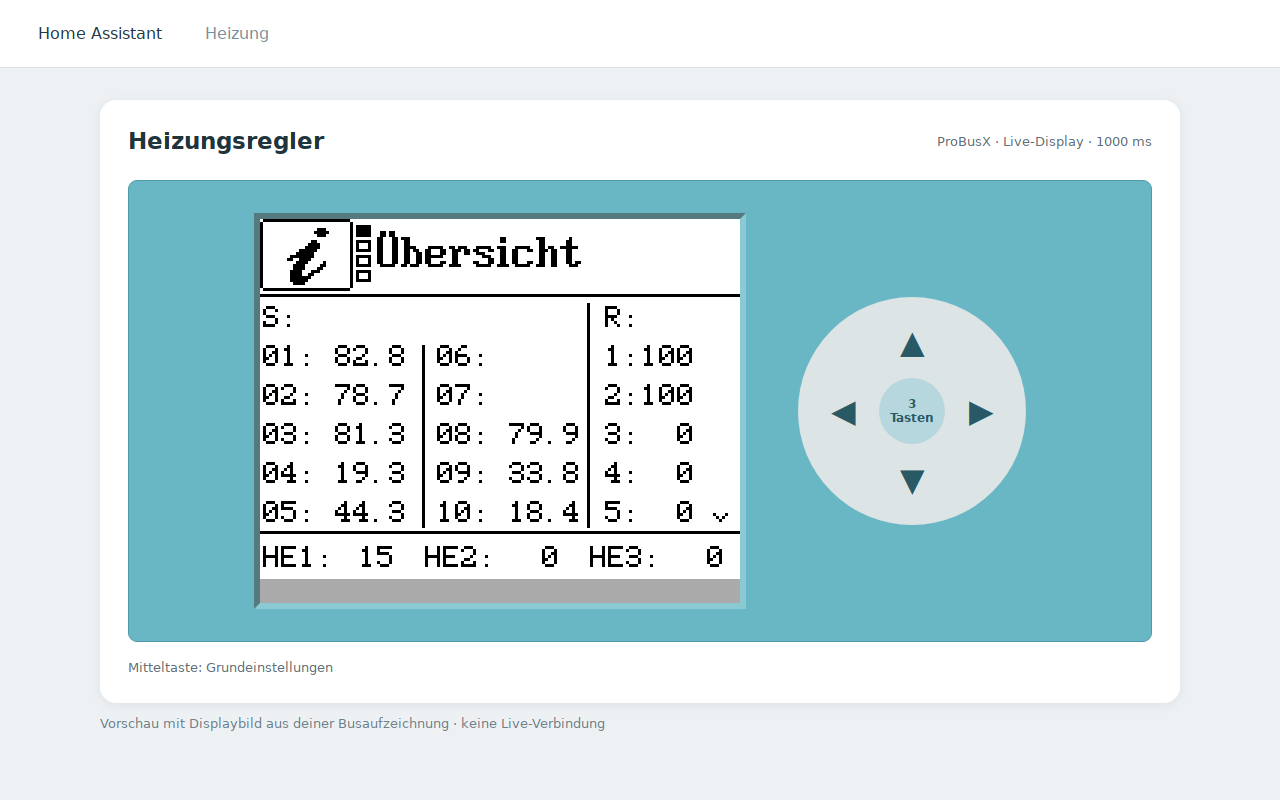 Home Assistant Heizung
Heizungsregler
ProBusX · Live-Display · 1000 ms
i Übersicht
S: R:
01: 82.8 06: 1:100
02: 78.7 07: 2:100
03: 81.3 08: 79.9 3: 0
04: 19.3 09: 33.8 4: 0
05: 44.3 10: 18.4 5: 0
HE1: 15 HE2: 0 HE3: 0
3
Tasten
Mitteltaste: Grundeinstellungen
Vorschau mit Displaybild aus deiner Busaufzeichnung · keine Live-Verbindung